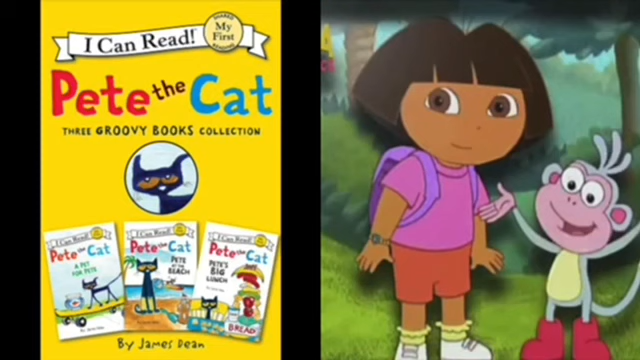 I Can Read!
SHARED
My First
READING
Pete the Cat
THREE GROOVY BOOKS COLLECTION
I Can Read!
Pete the Cat
A PET FOR PETE
I Can Read!
Pete the Cat
PETE AT THE BEACH
I Can Read!
Pete the Cat
PETE'S BIG LUNCH
BREAD
By James Dean